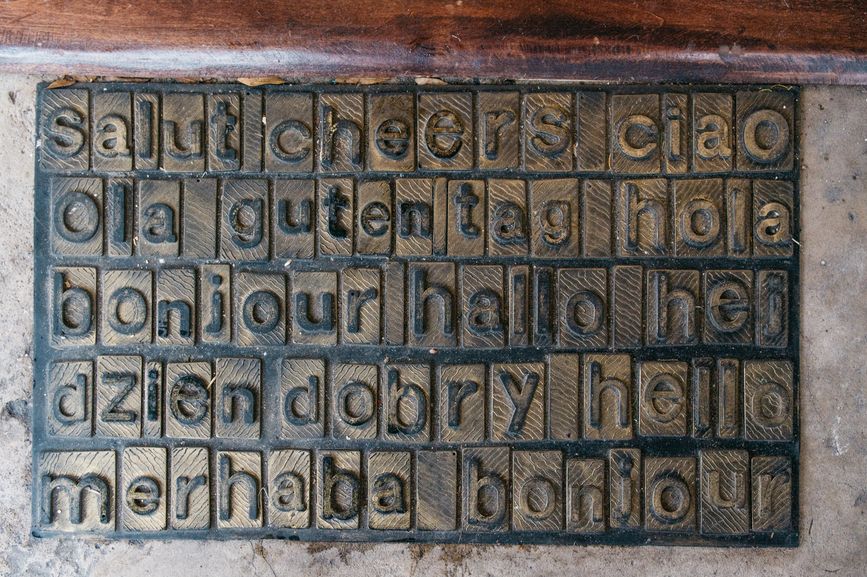 salut cheers ciao
Ola guten tag hola
bonjour hallo hei
dzien dobry hello
merhaba bonjour